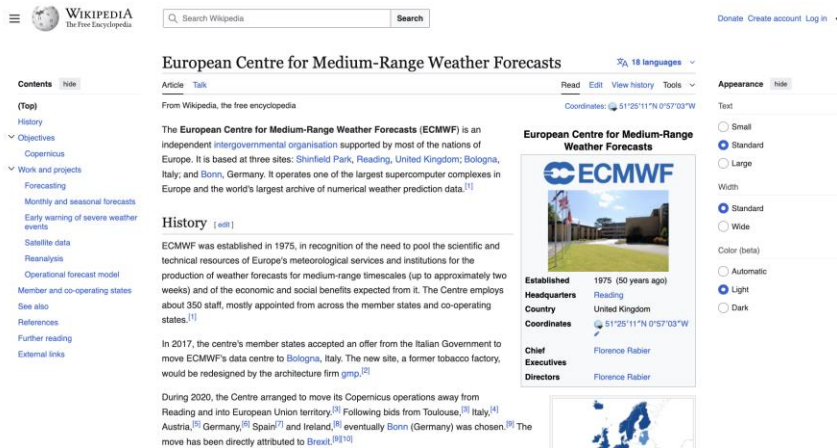 WIKIPEDIA
The Free Encyclopedia
Search Wikipedia
Search
Donate Create account Log in
European Centre for Medium-Range Weather Forecasts
18 languages
Article Talk
Read Edit View history Tools
From Wikipedia, the free encyclopedia
Coordinates: 51°25′11″N 0°57′03″W
Contents hide
(Top)
History
Objectives
Copernicus
Work and projects
Forecasting
Monthly and seasonal forecasts
Early warning of severe weather
events
Satellite data
Reanalysis
Operational forecast model
Member and co-operating states
See also
References
Further reading
External links
The European Centre for Medium-Range Weather Forecasts (ECMWF) is an
independent intergovernmental organisation supported by most of the nations of
Europe. It is based at three sites: Shinfield Park, Reading, United Kingdom; Bologna,
Italy; and Bonn, Germany. It operates one of the largest supercomputer complexes in
Europe and the world's largest archive of numerical weather prediction data.[1]
History [edit]
ECMWF was established in 1975, in recognition of the need to pool the scientific and
technical resources of Europe's meteorological services and institutions for the
production of weather forecasts for medium-range timescales (up to approximately two
weeks) and of the economic and social benefits expected from it. The Centre employs
about 350 staff, mostly appointed from across the member states and co-operating
states.[1]
In 2017, the centre's member states accepted an offer from the Italian Government to
move ECMWF's data centre to Bologna, Italy. The new site, a former tobacco factory,
would be redesigned by the architecture firm gmp.[2]
During 2020, the Centre arranged to move its Copernicus operations away from
Reading and into European Union territory.[3] Following bids from Toulouse,[3] Italy,[4]
Austria,[5] Germany,[6] Spain[7] and Ireland,[8] eventually Bonn (Germany) was chosen.[9] The
move has been directly attributed to Brexit.[9][10]
European Centre for Medium-Range
Weather Forecasts
ECMWF
Established 1975 (50 years ago)
Headquarters Reading
Country United Kingdom
Coordinates 51°25′11″N 0°57′03″W
Chief
Executives Florence Rabier
Directors Florence Rabier
Appearance hide
Text
Small
Standard
Large
Width
Standard
Wide
Color (beta)
Automatic
Light
Dark